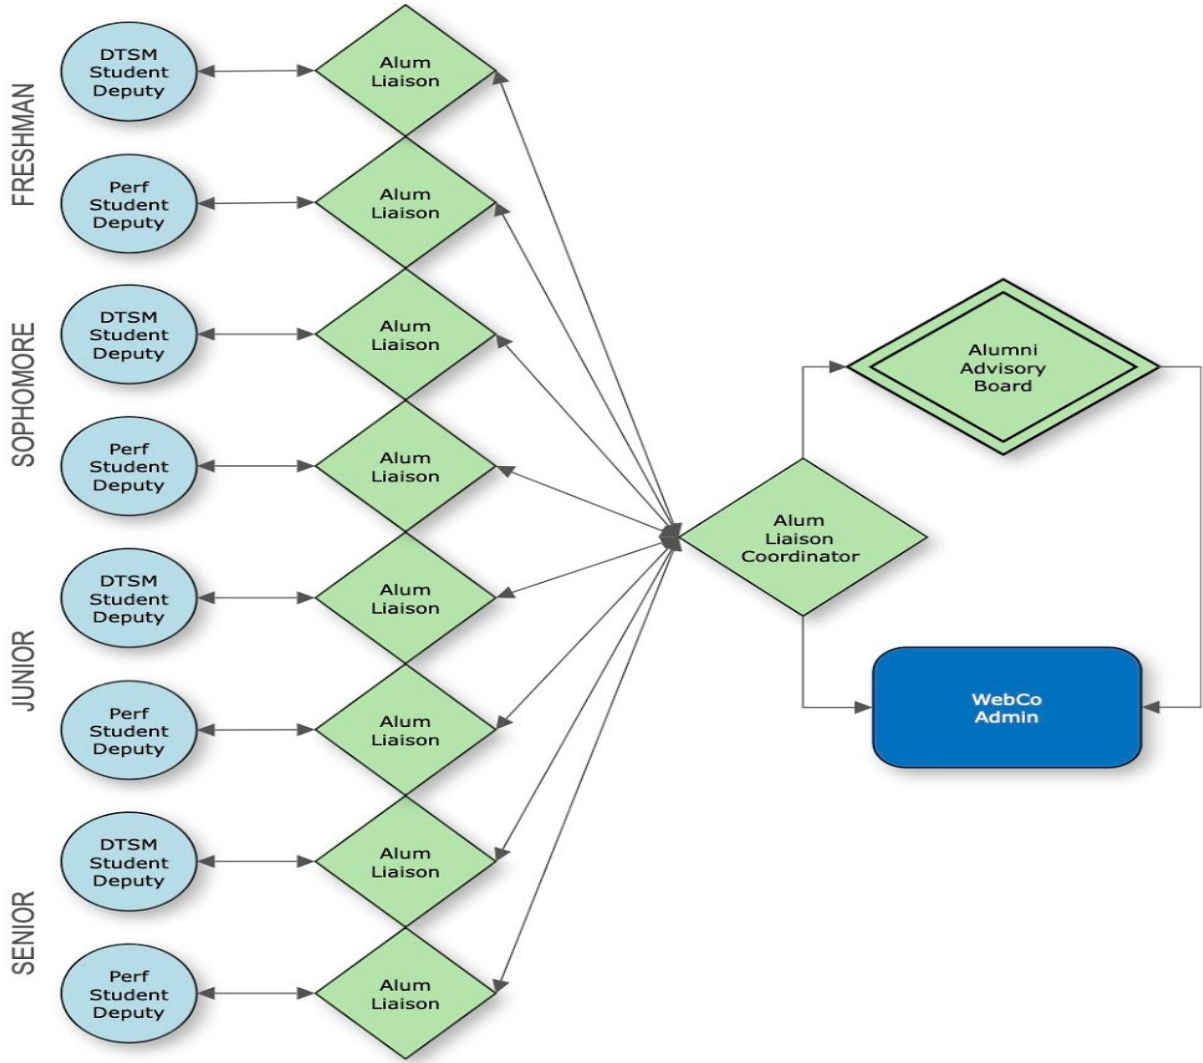 FRESHMAN
DTSM
Student
Deputy
Alum
Liaison
Perf
Student
Deputy
Alum
Liaison
SOPHOMORE
DTSM
Student
Deputy
Alum
Liaison
Perf
Student
Deputy
Alum
Liaison
JUNIOR
DTSM
Student
Deputy
Alum
Liaison
Perf
Student
Deputy
Alum
Liaison
SENIOR
DTSM
Student
Deputy
Alum
Liaison
Perf
Student
Deputy
Alum
Liaison
Alum
Liaison
Coordinator
Alumni
Advisory
Board
WebCo
Admin